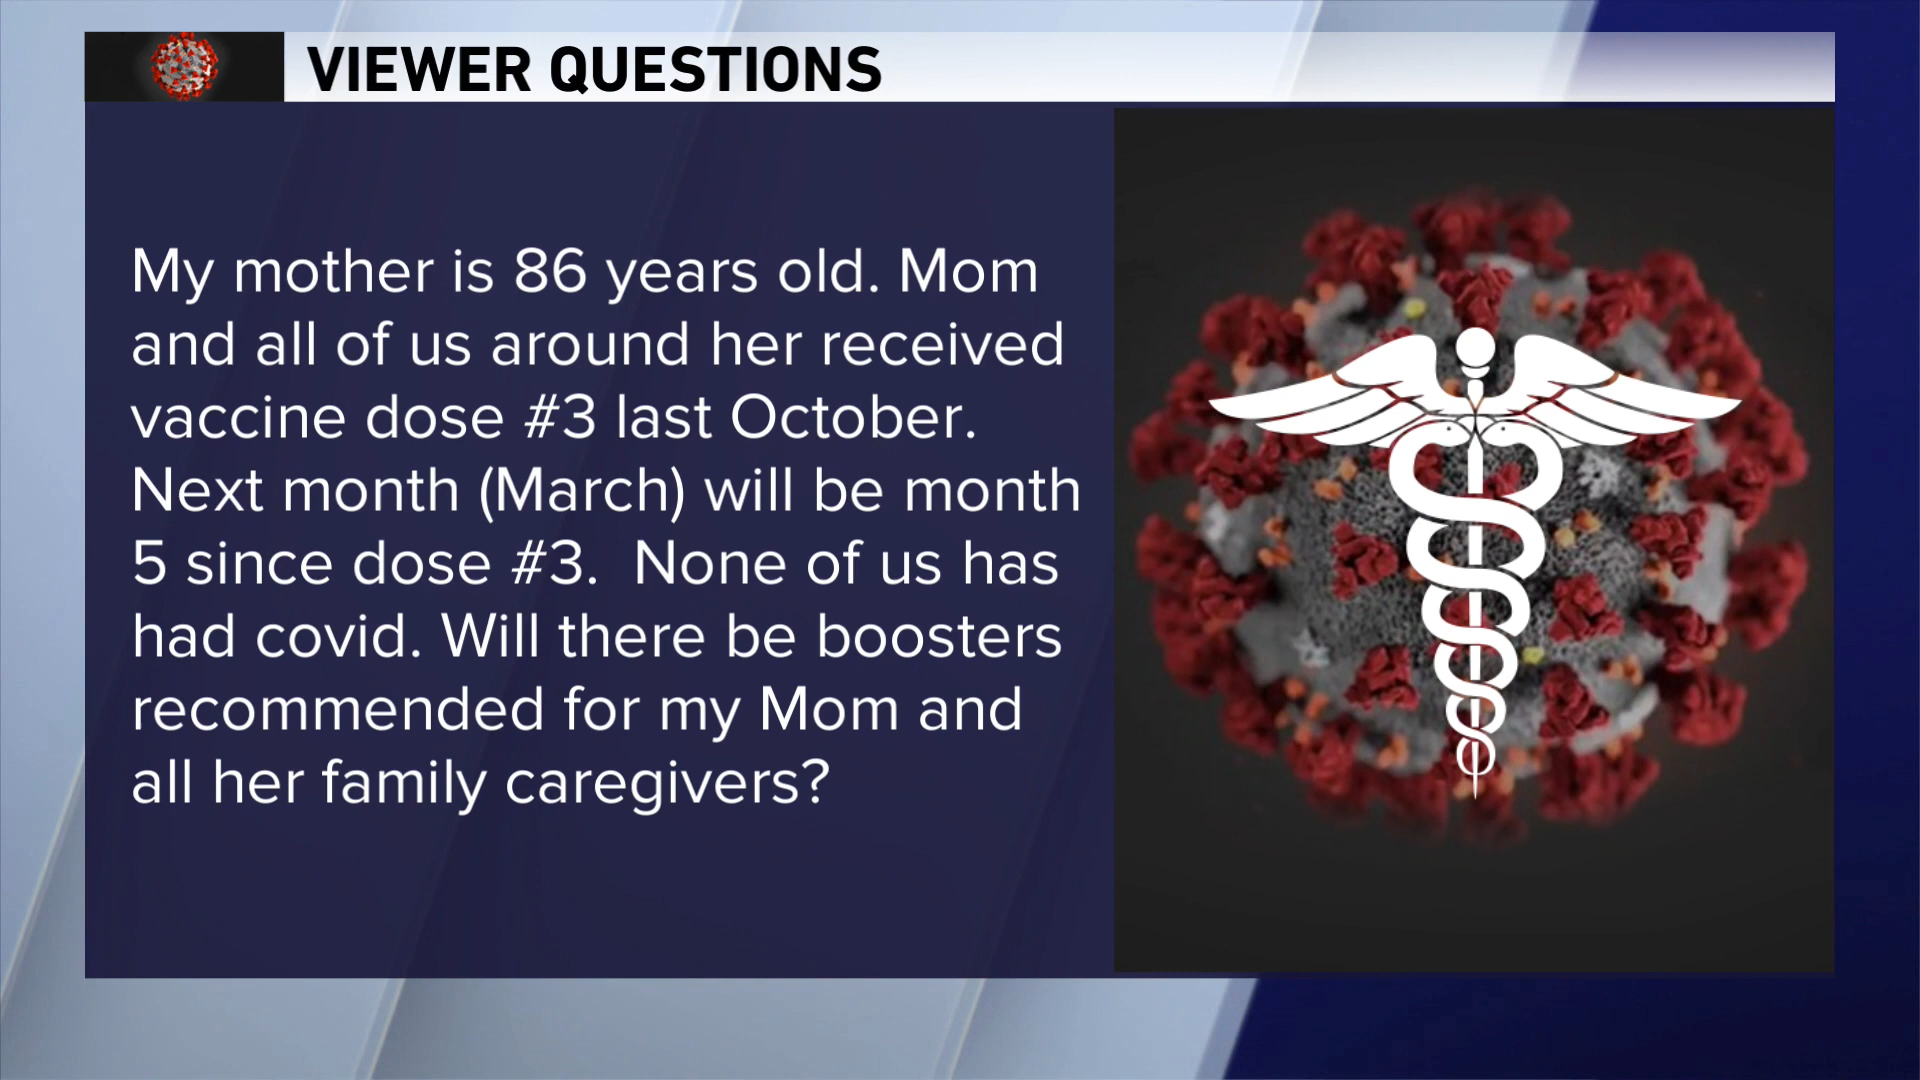 VIEWER QUESTIONS
My mother is 86 years old. Mom
and all of us around her received
vaccine dose #3 last October.
Next month (March) will be month
5 since dose #3.  None of us has
had covid. Will there be boosters
recommended for my Mom and
all her family caregivers?